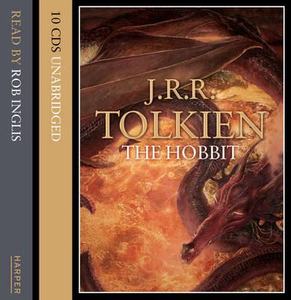 READ BY ROB INGLIS
HARPER
10 CDS UNABRIDGED
J.R.R.
TOLKIEN
THE HOBBIT